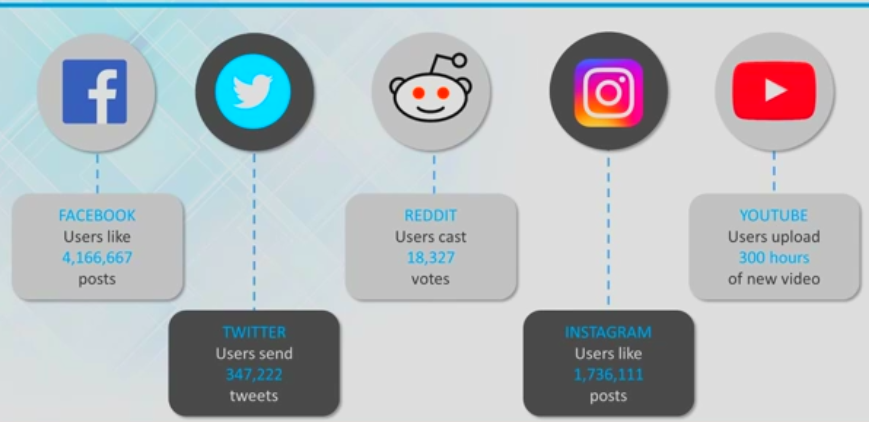 FACEBOOK
Users like
4,166,667
posts
TWITTER
Users send
347,222
tweets
REDDIT
Users cast
18,327
votes
INSTAGRAM
Users like
1,736,111
posts
YOUTUBE
Users upload
300 hours
of new video